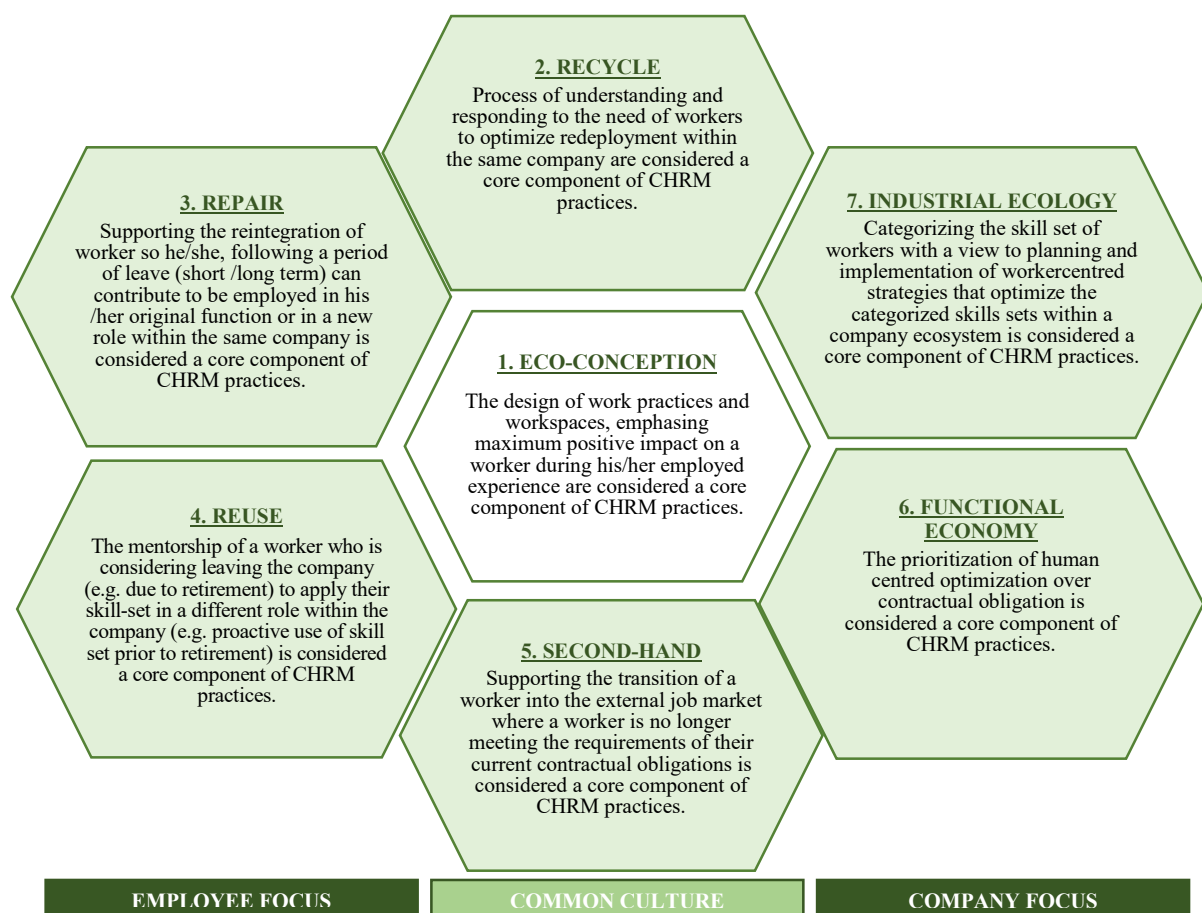 2. RECYCLE
Process of understanding and
responding to the need of workers
to optimize redeployment within
the same company are considered a
core component of CHRM
practices.
3. REPAIR
Supporting the reintegration of
worker so he/she, following a period
of leave (short /long term) can
contribute to be employed in his
/her original function or in a new
role within the same company is
considered a core component of
CHRM practices.
7. INDUSTRIAL ECOLOGY
Categorizing the skill set of
workers with a view to planning and
implementation of workercentred
strategies that optimize the
categorized skills sets within a
company ecosystem is considered a
core component of CHRM practices.
1. ECO-CONCEPTION
The design of work practices and
workspaces, emphasing
maximum positive impact on a
worker during his/her employed
experience are considered a core
component of CHRM practices.
4. REUSE
The mentorship of a worker who is
considering leaving the company
(e.g. due to retirement) to apply their
skill-set in a different role within the
company (e.g. proactive use of skill
set prior to retirement) is considered
a core component of CHRM
practices.
6. FUNCTIONAL
ECONOMY
The prioritization of human
centred optimization over
contractual obligation is
considered a core component of
CHRM practices.
5. SECOND-HAND
Supporting the transition of a
worker into the external job market
where a worker is no longer
meeting the requirements of their
current contractual obligations is
considered a core component of
CHRM practices.
EMPLOYEE FOCUS
COMMON CULTURE
COMPANY FOCUS